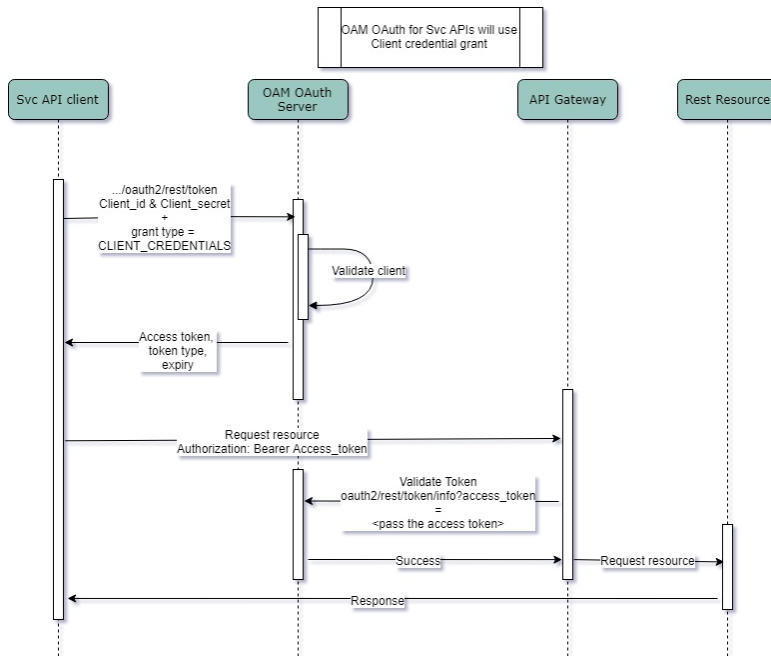 OAM OAuth for Svc APIs will use
Client credential grant
Svc API client
OAM OAuth
Server
API Gateway
Rest Resource
.../oauth2/rest/token
Client_id & Client_secret
+
grant type =
CLIENT_CREDENTIALS
Validate client
Access token,
token type,
expiry
Request resource
Authorization: Bearer Access_token
Validate Token
oauth2/rest/token/info?access_token
=
<pass the access token>
Success
Request resource
Response